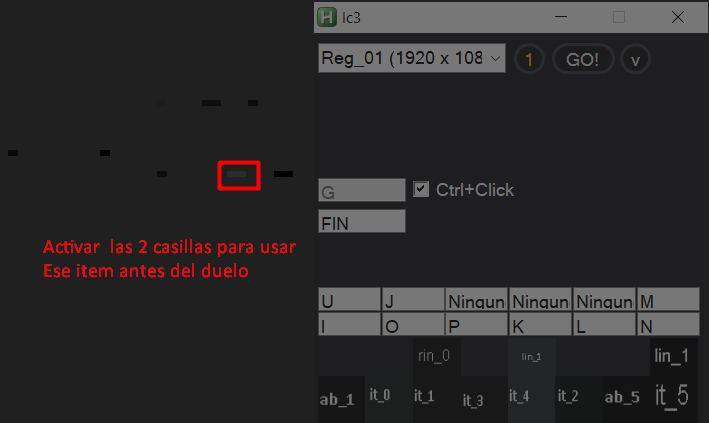 lc3
Reg_01 (1920 x 108
1
GO!
v
G
Ctrl+Click
FIN
Activar las 2 casillas para usar
Ese item antes del duelo
U J Ningun Ningun Ningun M
I O P K L N
rin_0 lin_1 lin_1
ab_1 it_0 it_1 it_3 it_4 it_2 ab_5 it_5